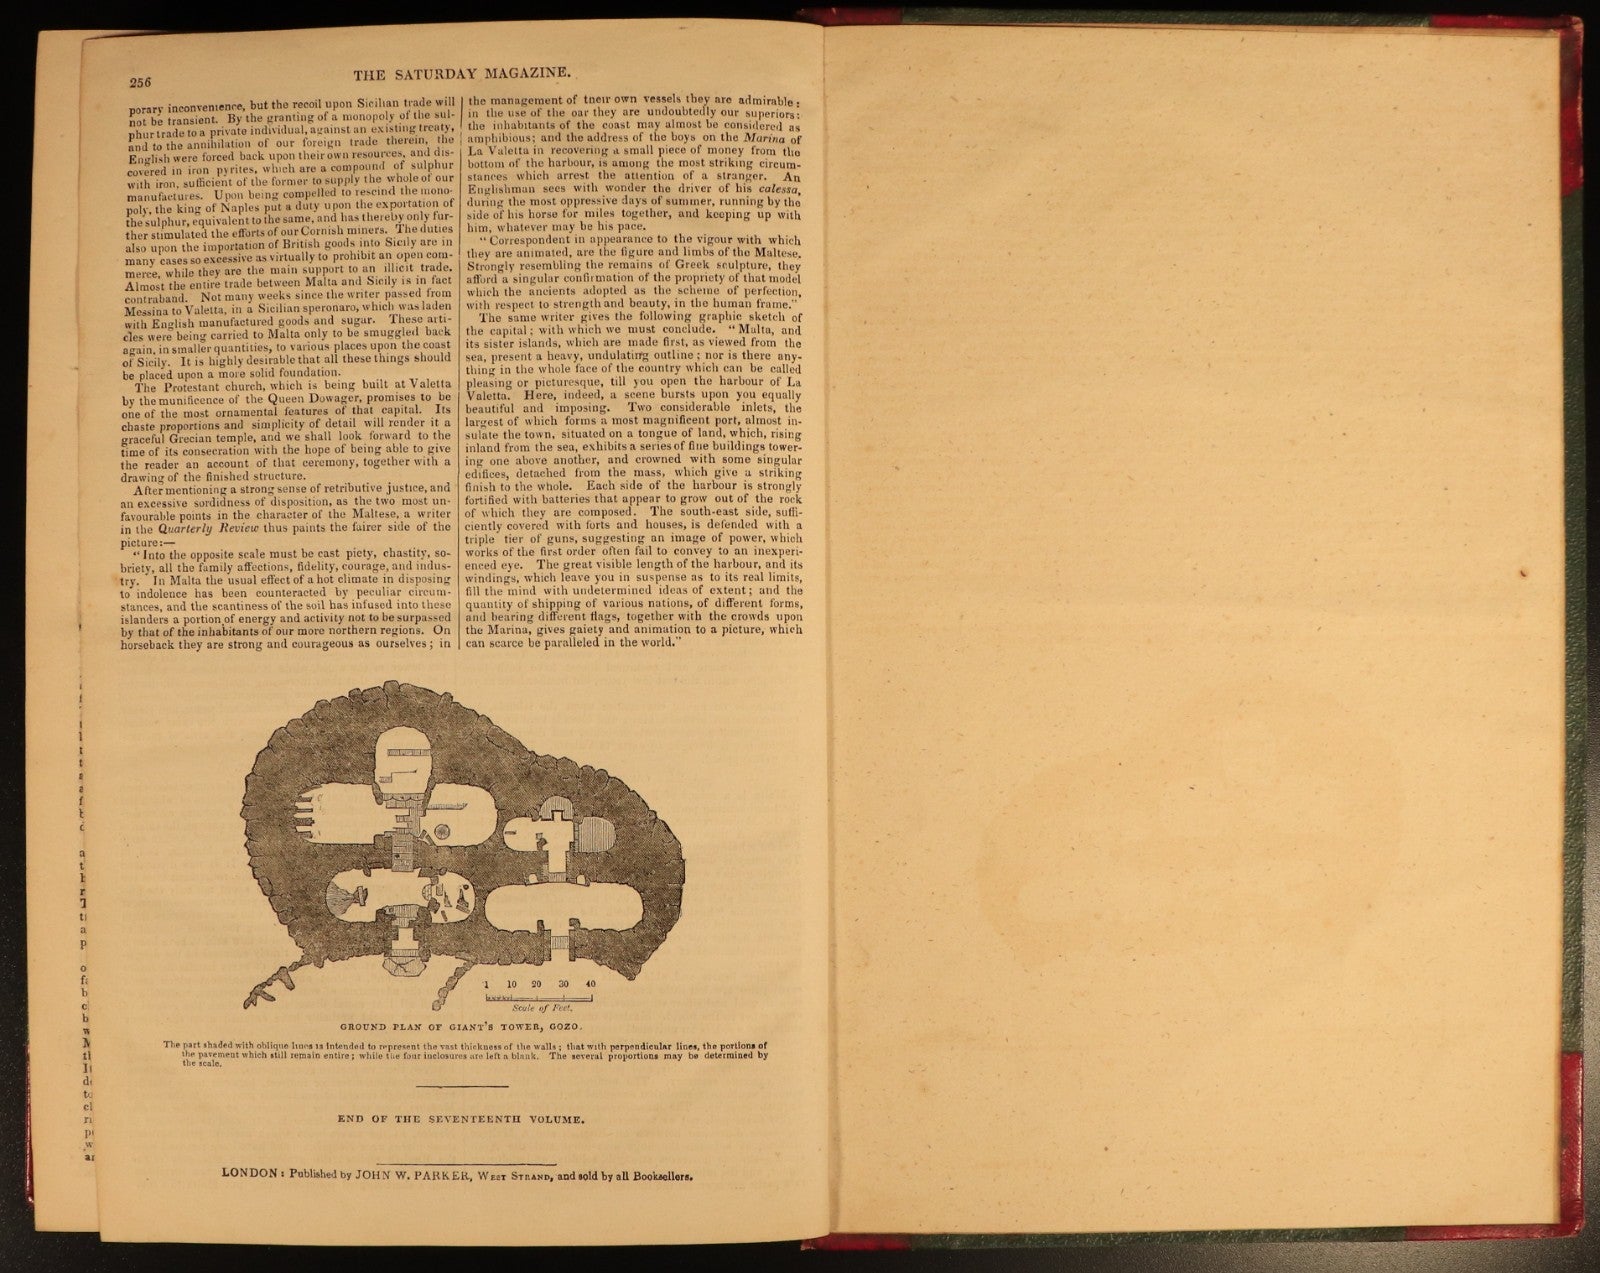 256
THE SATURDAY MAGAZINE.
porary inconvenience, but the recoil upon Sicilian trade will
not be transient. By the granting of a monopoly of the sul-
phur trade to a private individual, against an existing treaty,
and to the annihilation of our foreign trade therein, the
English were forced back upon their own resources, and dis-
covered in iron pyrites, which are a compound of sulphur
with iron, sufficient of the former to supply the whole of our
manufactures. Upon being compelled to rescind the mono-
poly, the king of Naples put a duty upon the exportation of
the sulphur, equivalent to the same, and has thereby only fur-
ther stimulated the efforts of our Cornish miners. The duties
also upon the importation of British goods into Sicily are in
many cases so excessive as virtually to prohibit an open com-
merce, while they are the main support to an illicit trade.
Almost the entire trade between Malta and Sicily is in fact
contraband. Not many weeks since the writer passed from
Messina to Valetta, in a Sicilian speronaro, which was laden
with English manufactured goods and sugar. These arti-
cles were being carried to Malta only to be smuggled back
again, in smaller quantities, to various places upon the coast
of Sicily. It is highly desirable that all these things should
be placed upon a more solid foundation.
The Protestant church, which is being built at Valetta
by the munificence of the Queen Dowager, promises to be
one of the most ornamental features of that capital. Its
chaste proportions and simplicity of detail will render it a
graceful Grecian temple, and we shall look forward to the
time of its consecration with the hope of being able to give
the reader an account of that ceremony, together with a
drawing of the finished structure.
After mentioning a strong sense of retributive justice, and
an excessive sordidness of disposition, as the two most un-
favourable points in the character of the Maltese, a writer
in the Quarterly Review thus paints the fairer side of the
picture:—
"Into the opposite scale must be cast piety, chastity, so-
briety, all the family affections, fidelity, courage, and indus-
try. In Malta the usual effect of a hot climate in disposing
to indolence has been counteracted by peculiar circum-
stances, and the scantiness of the soil has infused into these
islanders a portion of energy and activity not to be surpassed
by that of the inhabitants of our more northern regions. On
horseback they are strong and courageous as ourselves; in
the management of their own vessels they are admirable:
in the use of the oar they are undoubtedly our superiors:
the inhabitants of the coast may almost be considered as
amphibious; and the address of the boys on the Marina of
La Valetta in recovering a small piece of money from the
bottom of the harbour, is among the most striking circum-
stances which arrest the attention of a stranger. An
Englishman sees with wonder the driver of his calessa,
during the most oppressive days of summer, running by the
side of his horse for miles together, and keeping up with
him, whatever may be his pace.
"Correspondent in appearance to the vigour with which
they are animated, are the figure and limbs of the Maltese.
Strongly resembling the remains of Greek sculpture, they
afford a singular confirmation of the propriety of that model
which the ancients adopted as the scheme of perfection,
with respect to strength and beauty, in the human frame."
The same writer gives the following graphic sketch of
the capital; with which we must conclude. "Malta, and
its sister islands, which are made first, as viewed from the
sea, present a heavy, undulating outline; nor is there any-
thing in the whole face of the country which can be called
pleasing or picturesque, till you open the harbour of La
Valetta. Here, indeed, a scene bursts upon you equally
beautiful and imposing. Two considerable inlets, the
largest of which forms a most magnificent port, almost in-
sulate the town, situated on a tongue of land, which, rising
inland from the sea, exhibits a series of fine buildings tower-
ing one above another, and crowned with some singular
edifices, detached from the mass, which give a striking
finish to the whole. Each side of the harbour is strongly
fortified with batteries that appear to grow out of the rock
of which they are composed. The south-east side, suffi-
ciently covered with forts and houses, is defended with a
triple tier of guns, suggesting an image of power, which
works of the first order often fail to convey to an inexperi-
enced eye. The great visible length of the harbour, and its
windings, which leave you in suspense as to its real limits,
fill the mind with undetermined ideas of extent; and the
quantity of shipping of various nations, of different forms,
and bearing different flags, together with the crowds upon
the Marina, gives gaiety and animation to a picture, which
can scarce be paralleled in the world."
1 10 20 30 40
Scale of Feet.
GROUND PLAN OF GIANT'S TOWER, GOZO.
The part shaded with oblique lines is intended to represent the vast thickness of the walls; that with perpendicular lines, the portions of
the pavement which still remain entire; while the four inclosures are left a blank. The several proportions may be determined by
the scale.
END OF THE SEVENTEENTH VOLUME.
LONDON: Published by JOHN W. PARKER, WEST STRAND, and sold by all Booksellers.